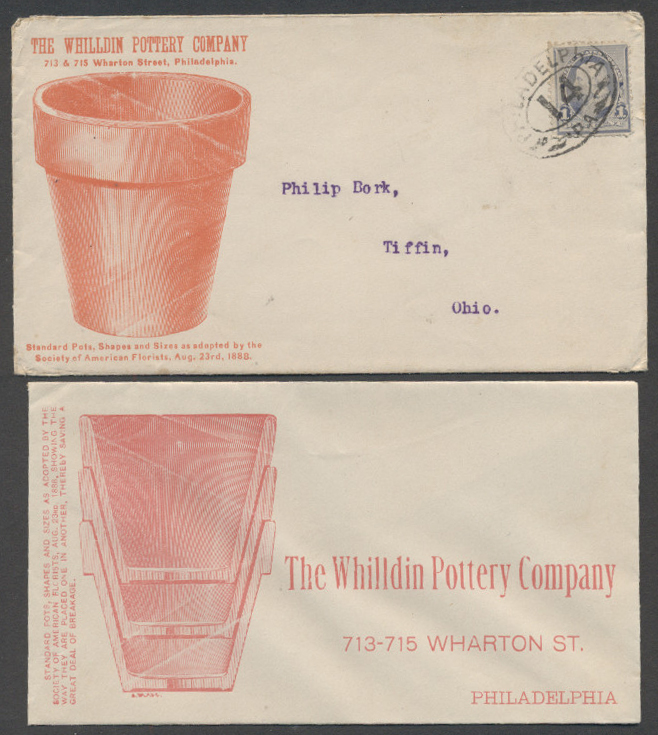 THE WHILLDIN POTTERY COMPANY
713 & 715 Wharton Street, Philadelphia.
PHILADELPHIA
14
PA
Philip Bork,
Tiffin,
Ohio.
Standard Pots, Shapes and Sizes as adopted by the
Society of American Florists, Aug. 23rd, 1888.
STANDARD POTS, SHAPES AND SIZES AS ADOPTED BY THE
SOCIETY OF AMERICAN FLORISTS, AUG. 23rd, 1888, SHOWING THE
WAY THEY ARE PLACED ONE IN ANOTHER, THEREBY SAVING A
GREAT DEAL OF BREAKAGE.
The Whilldin Pottery Company
713-715 WHARTON ST.
PHILADELPHIA